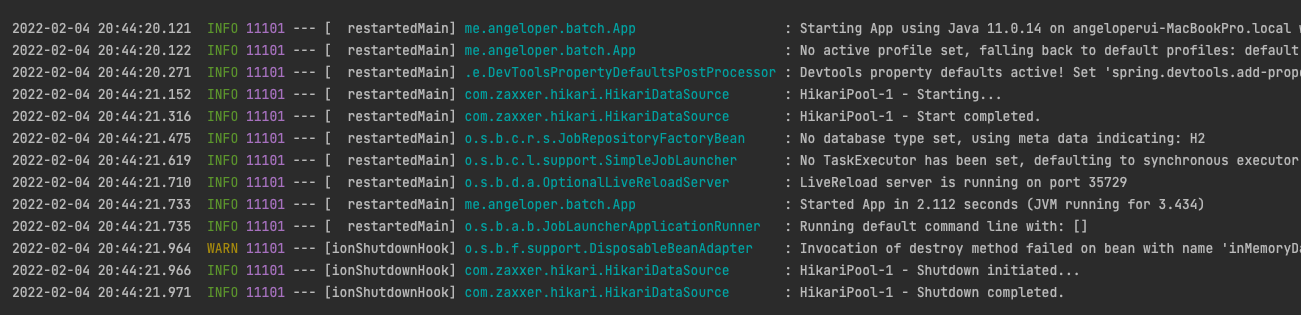 2022-02-04 20:44:20.121  INFO 11101 --- [  restartedMain] me.angeloper.batch.App                   : Starting App using Java 11.0.14 on angeloperui-MacBookPro.local
2022-02-04 20:44:20.122  INFO 11101 --- [  restartedMain] me.angeloper.batch.App                   : No active profile set, falling back to default profiles: default
2022-02-04 20:44:20.271  INFO 11101 --- [  restartedMain] .e.DevToolsPropertyDefaultsPostProcessor : Devtools property defaults active! Set 'spring.devtools.add-prope
2022-02-04 20:44:21.152  INFO 11101 --- [  restartedMain] com.zaxxer.hikari.HikariDataSource       : HikariPool-1 - Starting...
2022-02-04 20:44:21.316  INFO 11101 --- [  restartedMain] com.zaxxer.hikari.HikariDataSource       : HikariPool-1 - Start completed.
2022-02-04 20:44:21.475  INFO 11101 --- [  restartedMain] o.s.b.c.r.s.JobRepositoryFactoryBean     : No database type set, using meta data indicating: H2
2022-02-04 20:44:21.619  INFO 11101 --- [  restartedMain] o.s.b.c.l.support.SimpleJobLauncher      : No TaskExecutor has been set, defaulting to synchronous executor
2022-02-04 20:44:21.710  INFO 11101 --- [  restartedMain] o.s.b.d.a.OptionalLiveReloadServer       : LiveReload server is running on port 35729
2022-02-04 20:44:21.733  INFO 11101 --- [  restartedMain] me.angeloper.batch.App                   : Started App in 2.112 seconds (JVM running for 3.434)
2022-02-04 20:44:21.735  INFO 11101 --- [  restartedMain] o.s.b.a.b.JobLauncherApplicationRunner   : Running default command line with: []
2022-02-04 20:44:21.964  WARN 11101 --- [ionShutdownHook] o.s.b.f.support.DisposableBeanAdapter    : Invocation of destroy method failed on bean with name 'inMemoryDa
2022-02-04 20:44:21.966  INFO 11101 --- [ionShutdownHook] com.zaxxer.hikari.HikariDataSource       : HikariPool-1 - Shutdown initiated...
2022-02-04 20:44:21.971  INFO 11101 --- [ionShutdownHook] com.zaxxer.hikari.HikariDataSource       : HikariPool-1 - Shutdown completed.